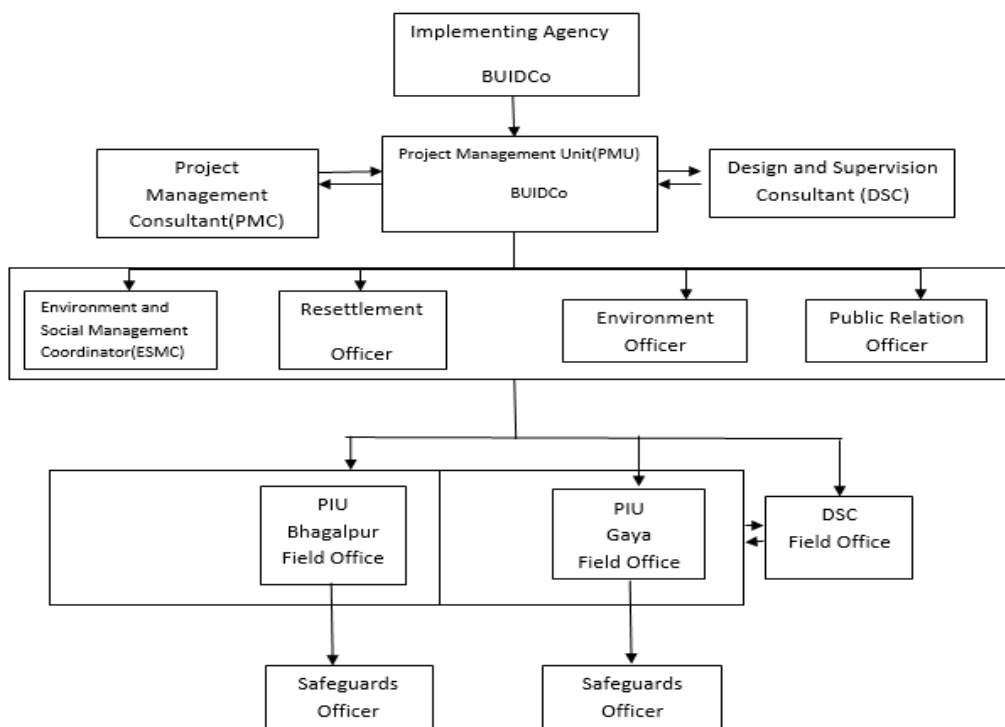 Implementing Agency
BUIDCo
Project Management Unit(PMU)
BUIDCo
Project
Management
Consultant(PMC)
Design and Supervision
Consultant (DSC)
Environment and
Social Management
Coordinator(ESMC)
Resettlement
Officer
Environment
Officer
Public Relation
Officer
PIU
Bhagalpur
Field Office
PIU
Gaya
Field Office
DSC
Field Office
Safeguards
Officer
Safeguards
Officer